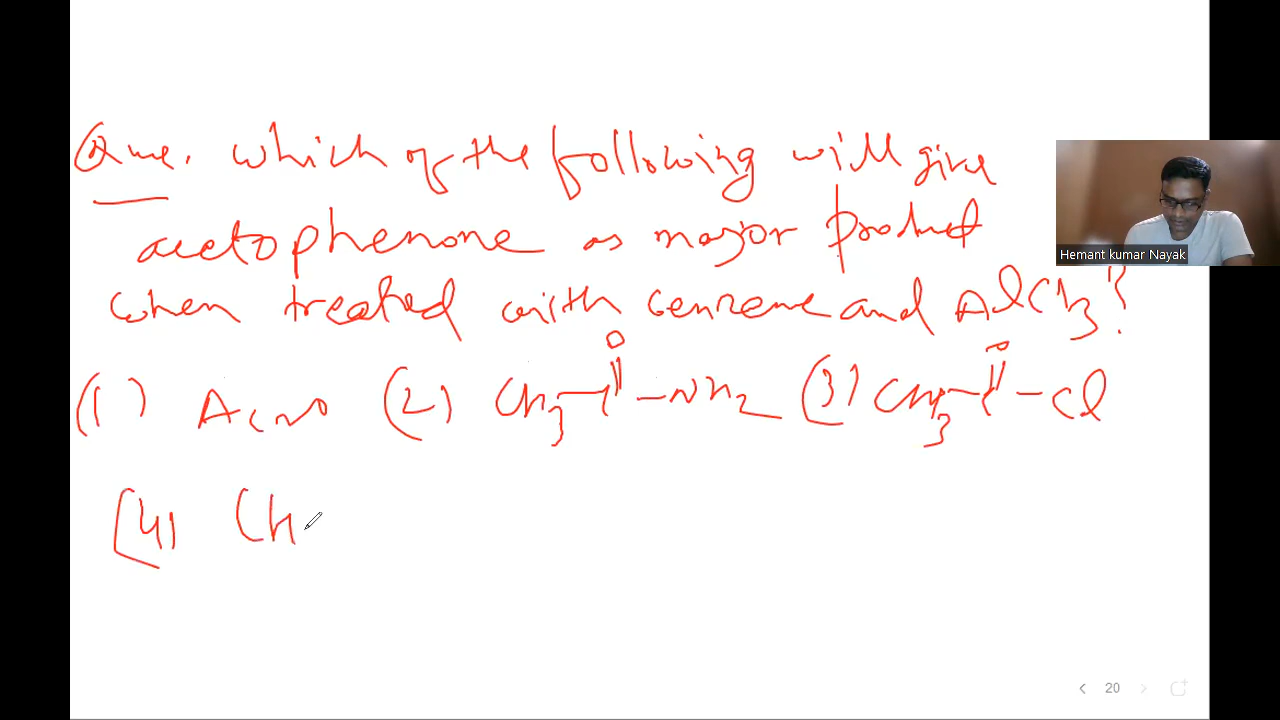 Que. which of the following will give
acetophenone as major product
when treated with benzene and AlCl3?
(1) Ac2O (2) CH3-C-NH2 (3) CH3-C-Cl
O O
(4) CH
Hemant kumar Nayak
20